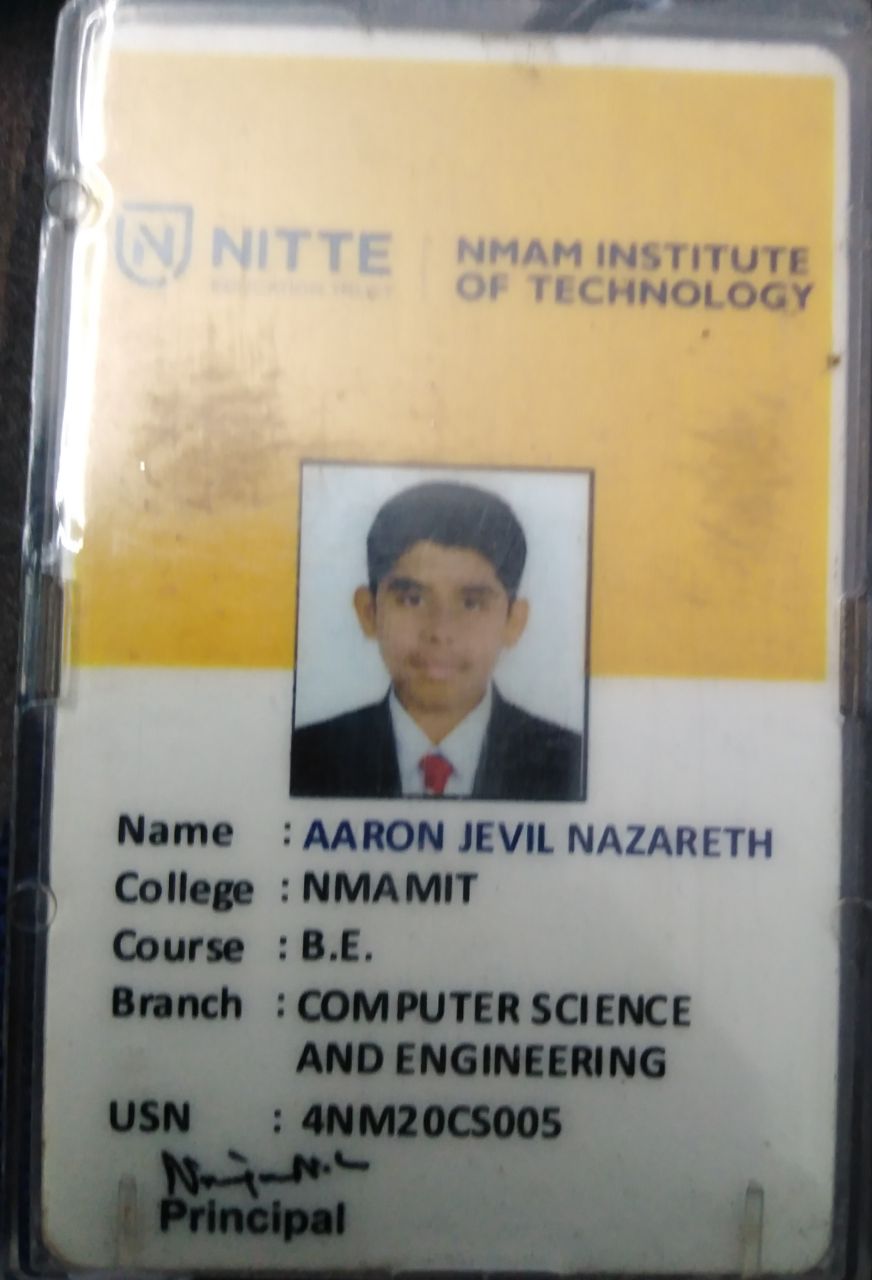 NITTE
EDUCATION TRUST
NMAM INSTITUTE
OF TECHNOLOGY
Name : AARON JEVIL NAZARETH
College : NMAMIT
Course : B.E.
Branch : COMPUTER SCIENCE
AND ENGINEERING
USN : 4NM20CS005
Principal